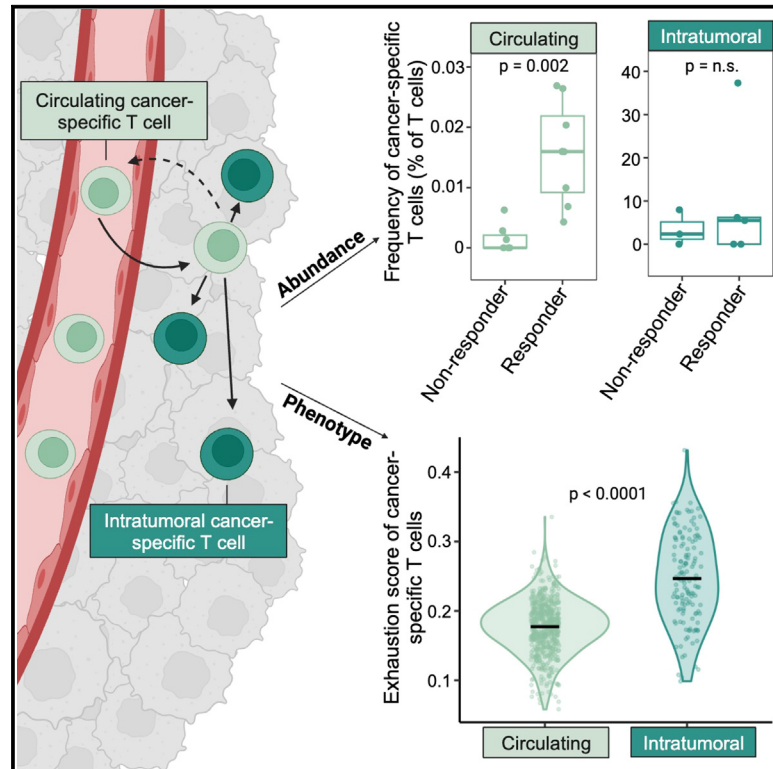 Circulating cancer-
specific T cell
Intratumoral cancer-
specific T cell
Abundance
Phenotype
Circulating
p = 0.002
Frequency of cancer-specific
T cells (% of T cells)
0.03
0.02
0.01
0
Non-responder
Responder
Intratumoral
p = n.s.
40
30
20
10
0
Non-responder
Responder
Exhaustion score of cancer-
specific T cells
0.4
0.3
0.2
0.1
p < 0.0001
Circulating
Intratumoral